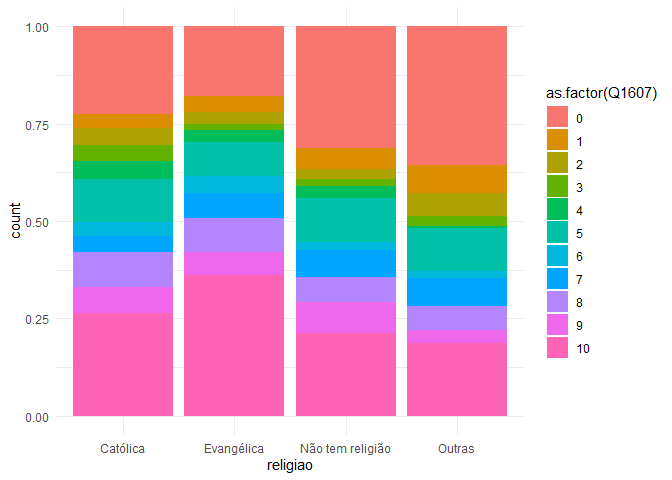 1.00
0.75
0.50
0.25
0.00
count
Católica
Evangélica
Não tem religião
Outras
religiao
as.factor(Q1607)
0
1
2
3
4
5
6
7
8
9
10